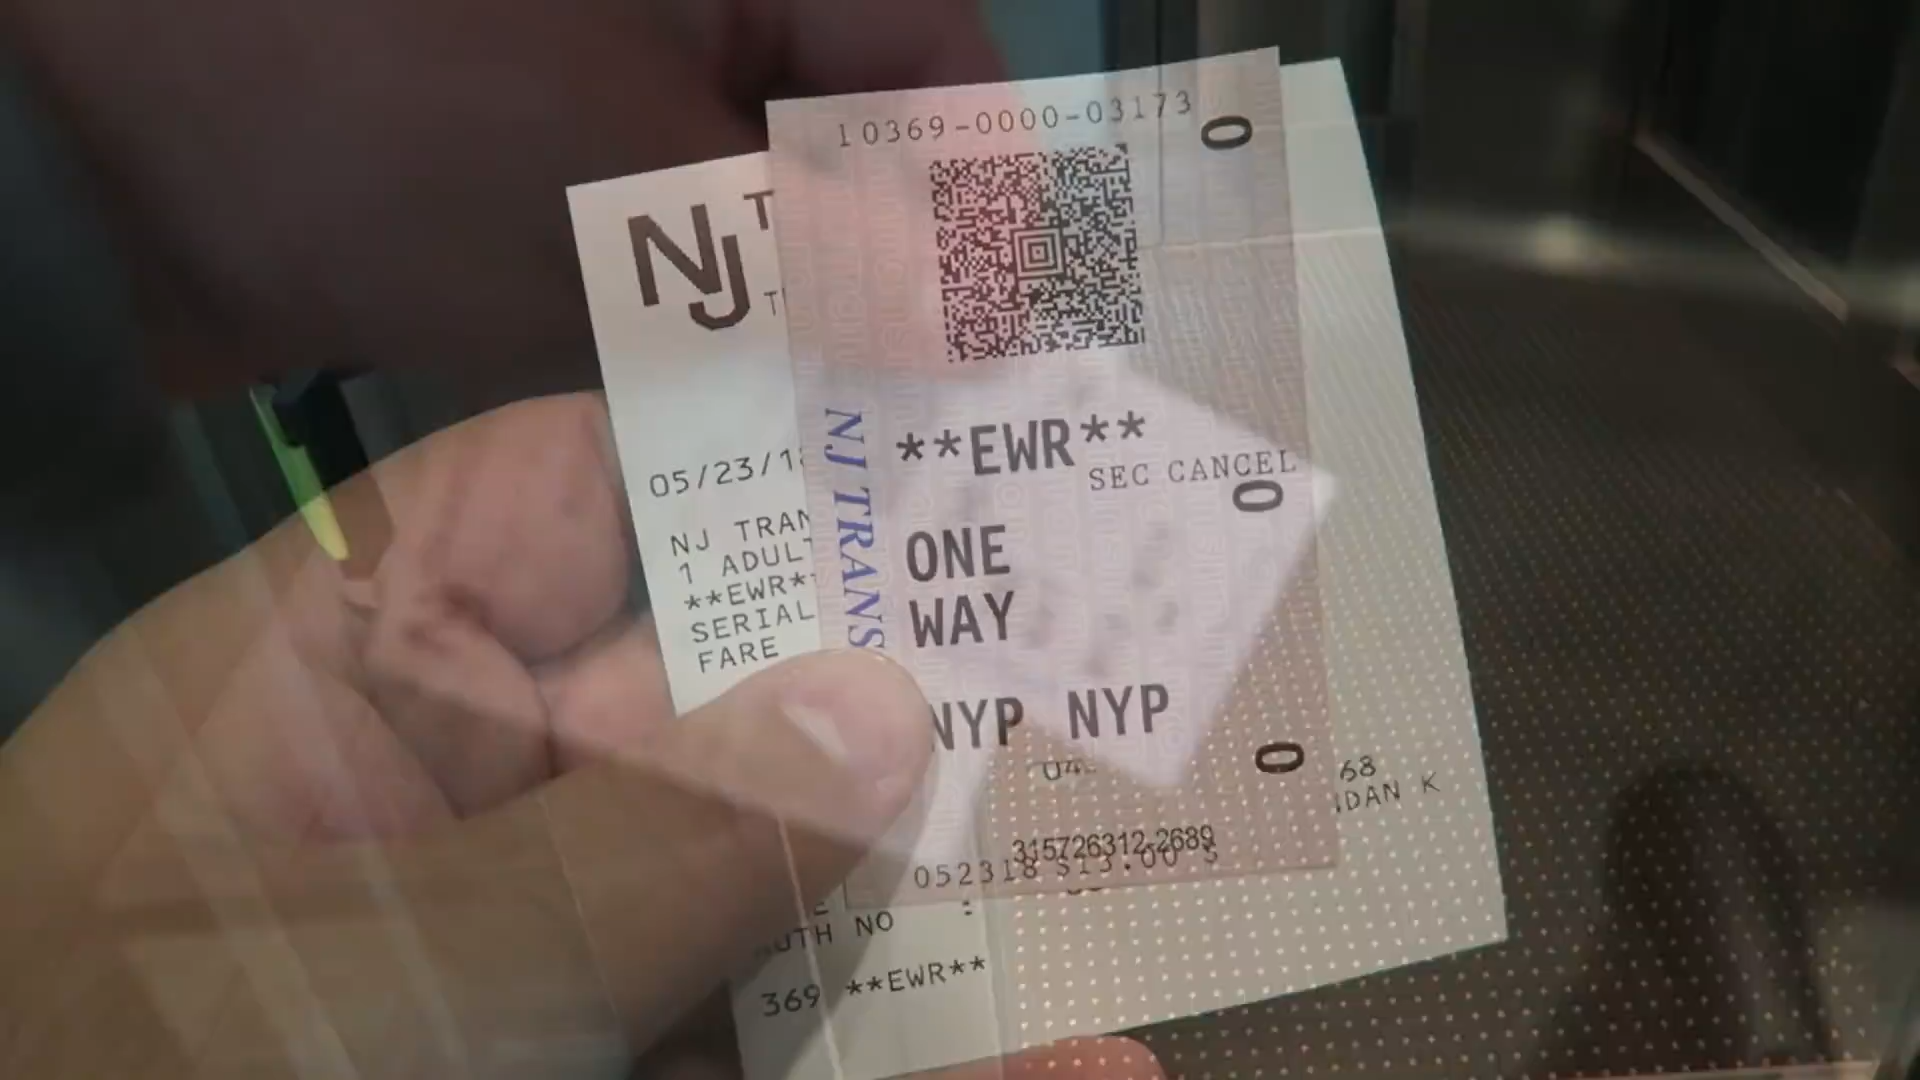 10369-0000-03173
0
NJ
**EWR**
SEC CANCEL
0
ONE
WAY
NJ TRANS
NYP NYP
0
315726312-2689
052318 $13.00 S
05/23/1
NJ TRAN
1 ADULT
**EWR**
SERIAL
FARE
68
DAN K
NO :
369 **EWR**